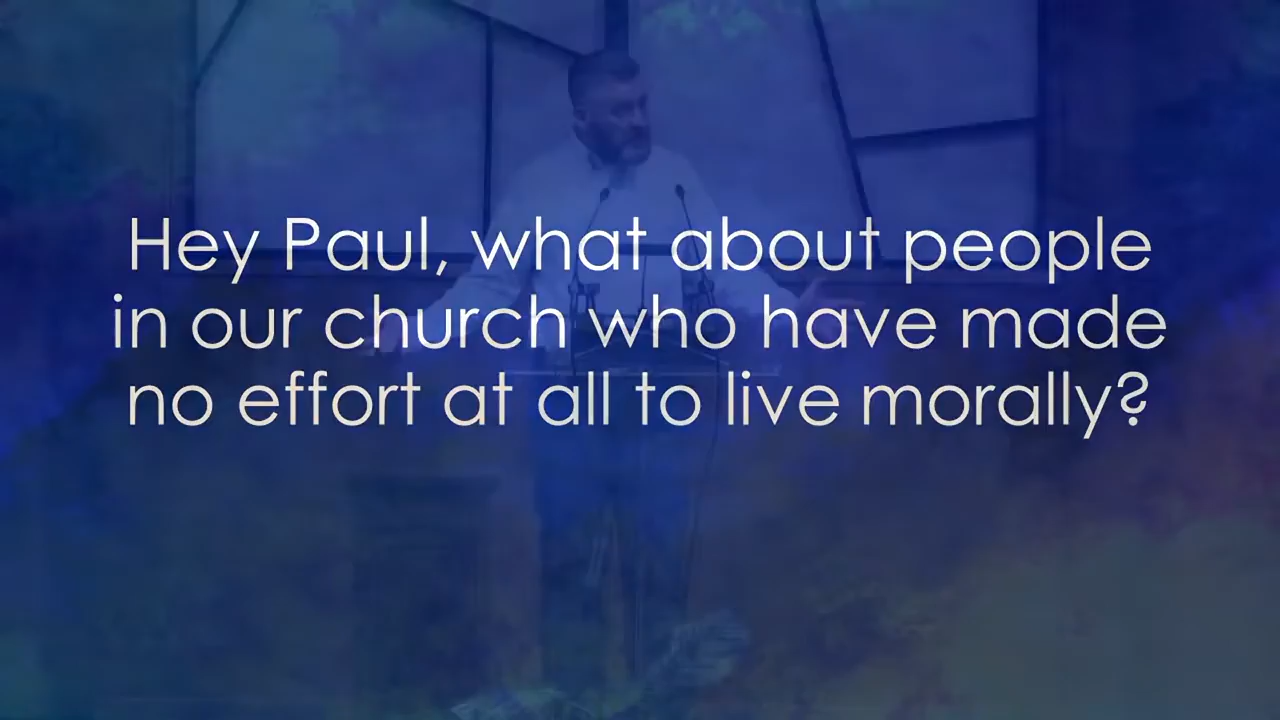 Hey Paul, what about people
in our church who have made
no effort at all to live morally?